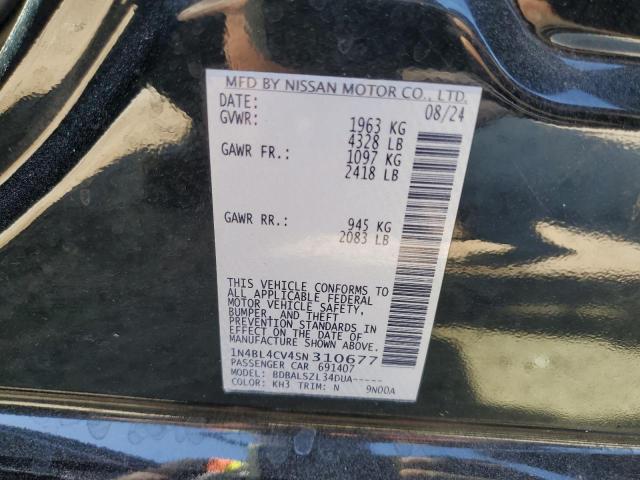 MFD BY NISSAN MOTOR CO., LTD.
DATE: 08/24
GVWR: 1963 KG
4328 LB
GAWR FR.: 1097 KG
2418 LB
GAWR RR.: 945 KG
2083 LB
THIS VEHICLE CONFORMS TO
ALL APPLICABLE FEDERAL
MOTOR VEHICLE SAFETY,
BUMPER, AND THEFT
PREVENTION STANDARDS IN
EFFECT ON THE DATE OF
MANUFACTURE SHOWN ABOVE.
1N4BL4CV4SN310677
PASSENGER CAR 691407
MODEL: BDBALSZL34DUA-----
COLOR: KH3 TRIM: N 9N00A